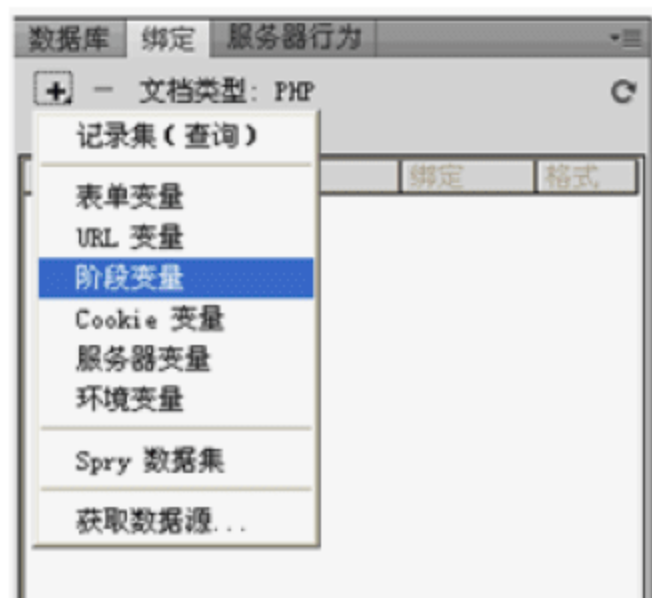 数据库 绑定 服务器行为
文档类型: PHP
记录集(查询)
绑定 格式
表单变量
URL 变量
阶段变量
Cookie 变量
服务器变量
环境变量
Spry 数据集
获取数据源...